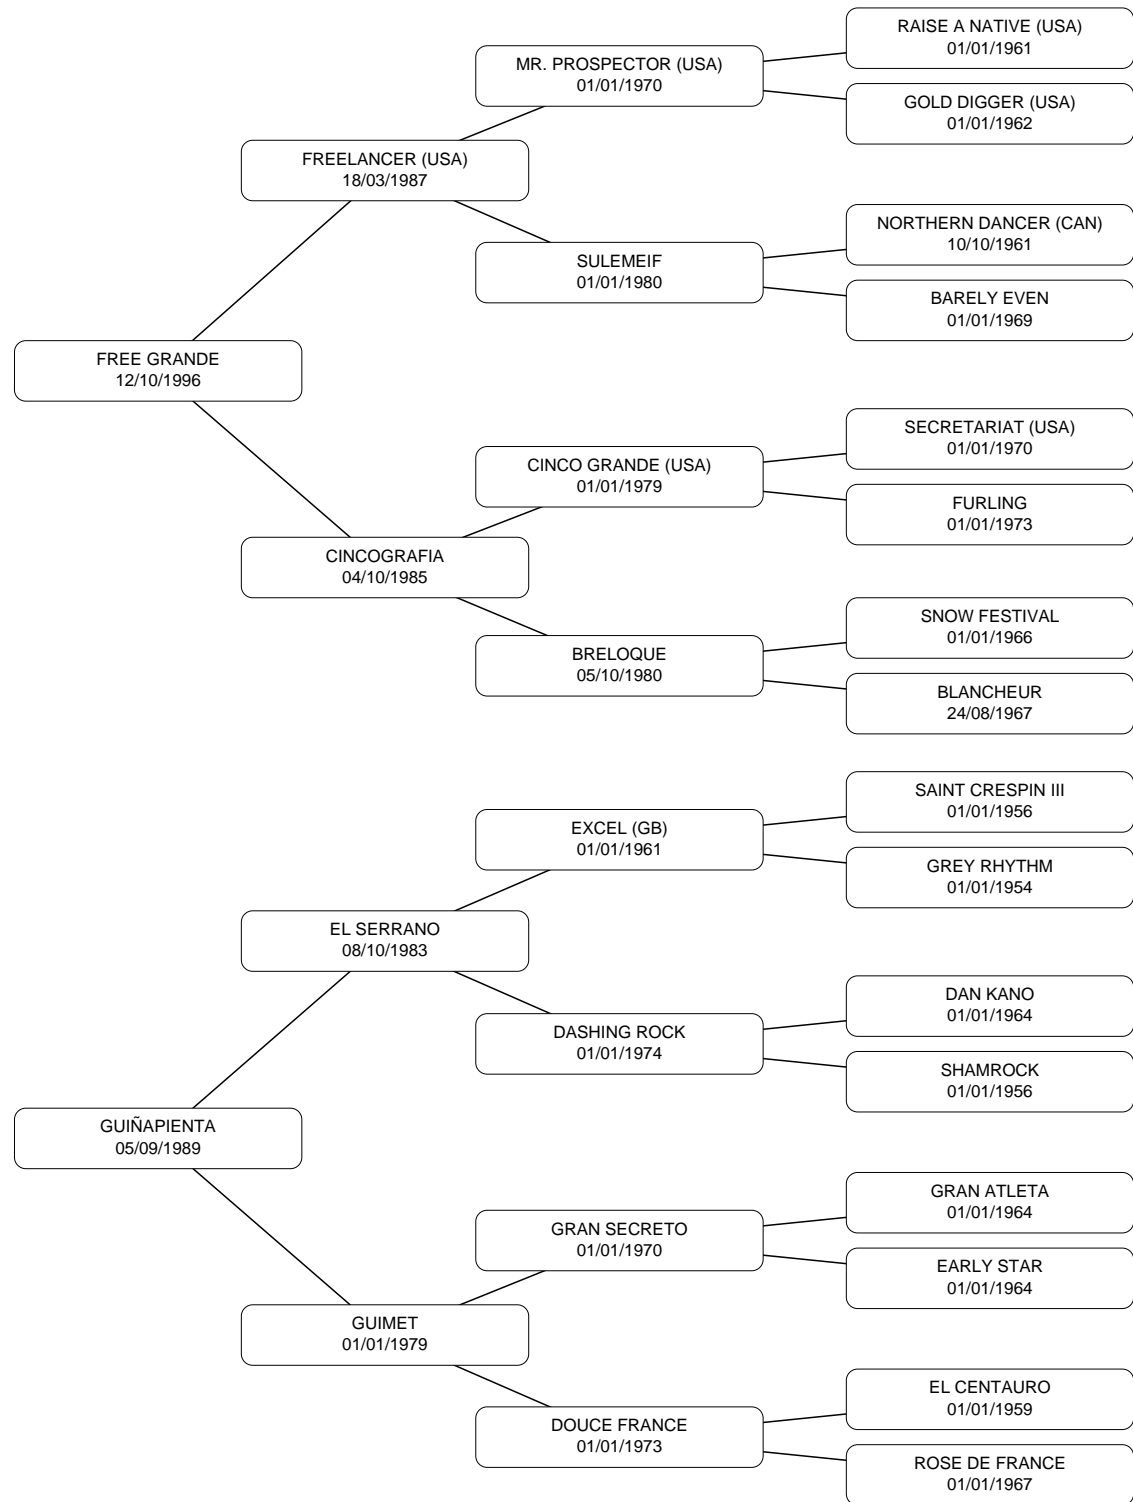 RAISE A NATIVE (USA)
01/01/1961
MR. PROSPECTOR (USA)
01/01/1970
GOLD DIGGER (USA)
01/01/1962
FREELANCER (USA)
18/03/1987
NORTHERN DANCER (CAN)
10/10/1961
SULEMEIF
01/01/1980
BARELY EVEN
01/01/1969
FREE GRANDE
12/10/1996
SECRETARIAT (USA)
01/01/1970
CINCO GRANDE (USA)
01/01/1979
FURLING
01/01/1973
CINCOGRAFIA
04/10/1985
SNOW FESTIVAL
01/01/1966
BRELOQUE
05/10/1980
BLANCHEUR
24/08/1967
SAINT CRESPIN III
01/01/1956
EXCEL (GB)
01/01/1961
GREY RHYTHM
01/01/1954
EL SERRANO
08/10/1983
DAN KANO
01/01/1964
DASHING ROCK
01/01/1974
SHAMROCK
01/01/1956
GUIÑAPIENTA
05/09/1989
GRAN ATLETA
01/01/1964
GRAN SECRETO
01/01/1970
EARLY STAR
01/01/1964
GUIMET
01/01/1979
EL CENTAURO
01/01/1959
DOUCE FRANCE
01/01/1973
ROSE DE FRANCE
01/01/1967